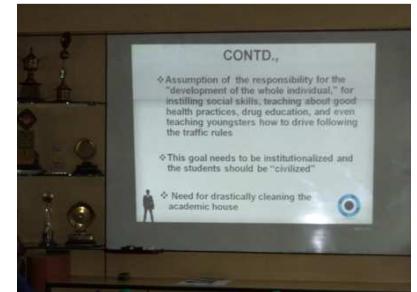 CONTD.,
❖Assumption of the responsibility for the
"development of the whole individual," for
instilling social skills, teaching about good
health practices, drug education, and even
teaching youngsters how to drive following
the traffic rules
❖This goal needs to be institutionalized and
the students should be "civilized"
❖ Need for drastically cleaning the
academic house